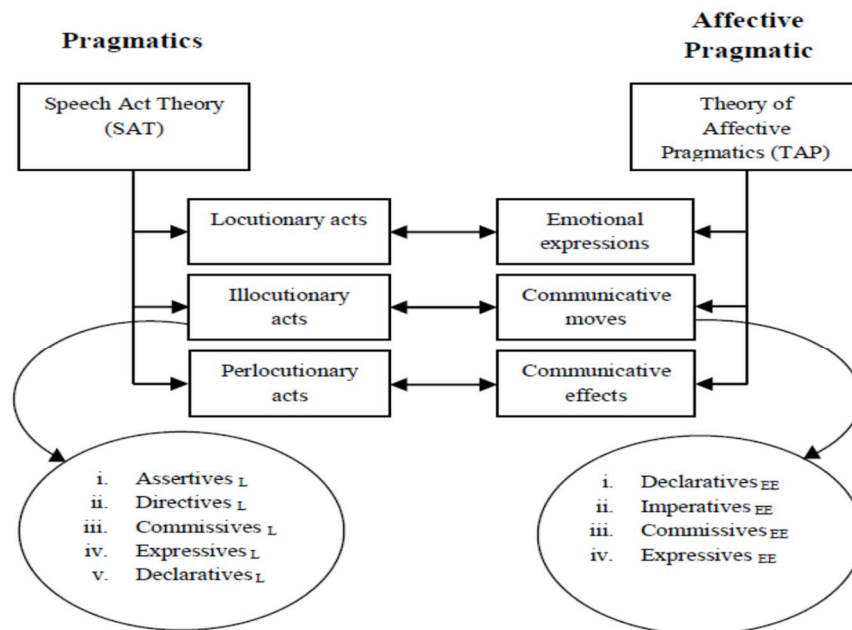 Pragmatics
Affective
Pragmatic
Speech Act Theory
(SAT)
Theory of
Affective
Pragmatics (TAP)
Locutionary acts
Emotional
expressions
Illocutionary
acts
Communicative
moves
Perlocutionary
acts
Communicative
effects
i. Assertives L
ii. Directives L
iii. Commissives L
iv. Expressives L
v. Declaratives L
i. Declaratives EE
ii. Imperatives EE
iii. Commissives EE
iv. Expressives EE